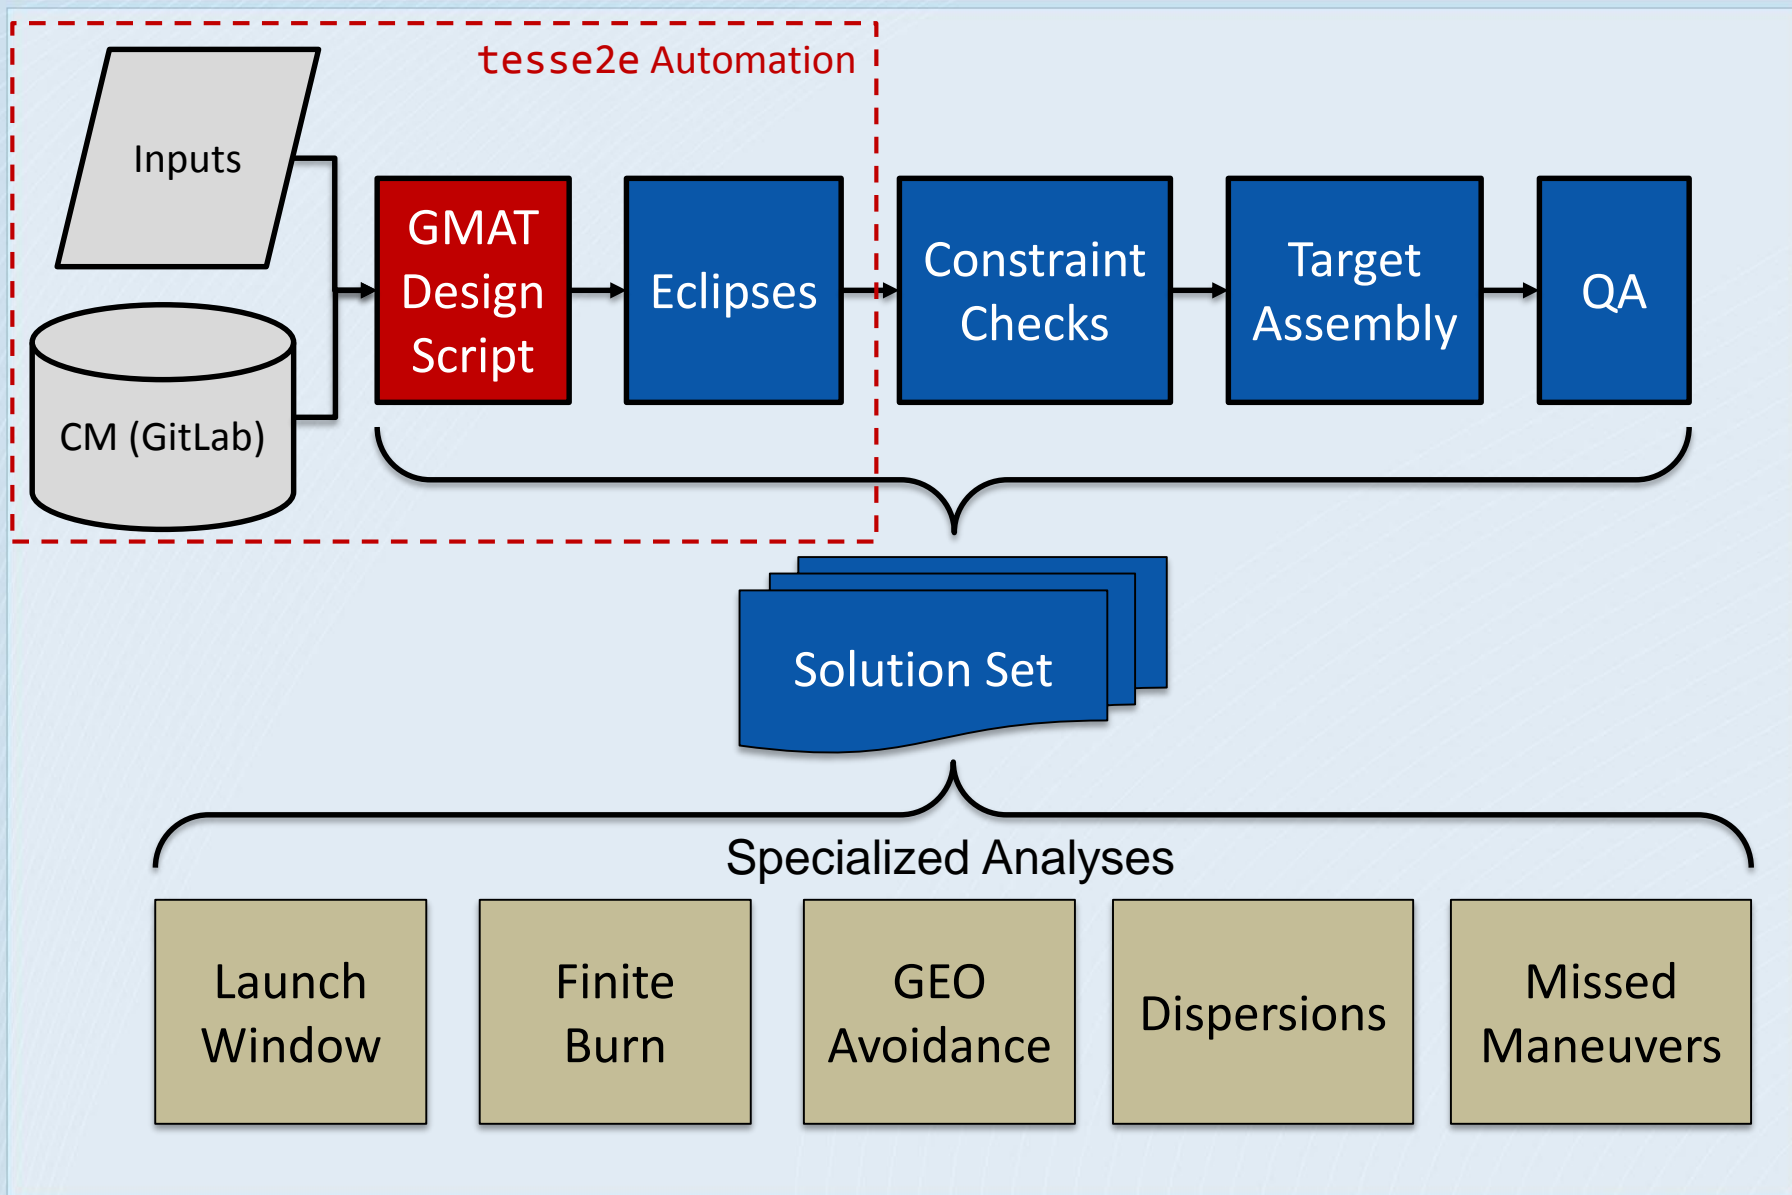 tesse2e Automation
Inputs
CM (GitLab)
GMAT
Design
Script
Eclipses
Constraint
Checks
Target
Assembly
QA
Solution Set
Specialized Analyses
Launch
Window
Finite
Burn
GEO
Avoidance
Dispersions
Missed
Maneuvers